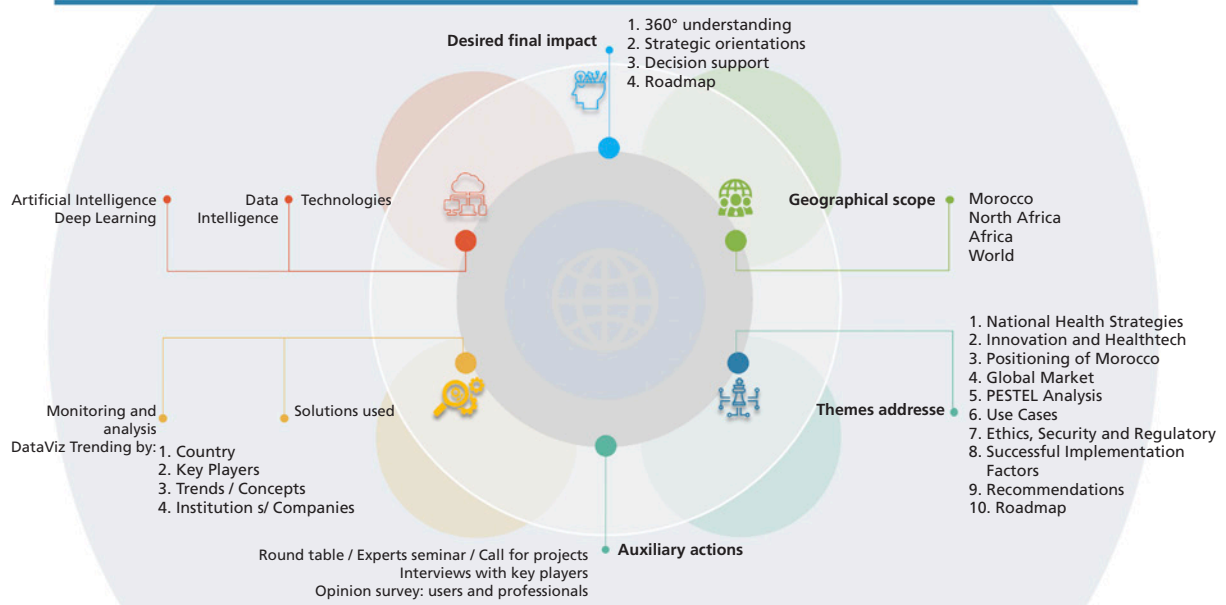 Desired final impact
1. 360° understanding
2. Strategic orientations
3. Decision support
4. Roadmap
Artificial Intelligence
Deep Learning
Data
Intelligence
Technologies
Geographical scope
Morocco
North Africa
Africa
World
Monitoring and
analysis
DataViz Trending by:
1. Country
2. Key Players
3. Trends / Concepts
4. Institution s/ Companies
Solutions used
Themes addresse
1. National Health Strategies
2. Innovation and Healthtech
3. Positioning of Morocco
4. Global Market
5. PESTEL Analysis
6. Use Cases
7. Ethics, Security and Regulatory
8. Successful Implementation
Factors
9. Recommendations
10. Roadmap
Auxiliary actions
Round table / Experts seminar / Call for projects
Interviews with key players
Opinion survey: users and professionals